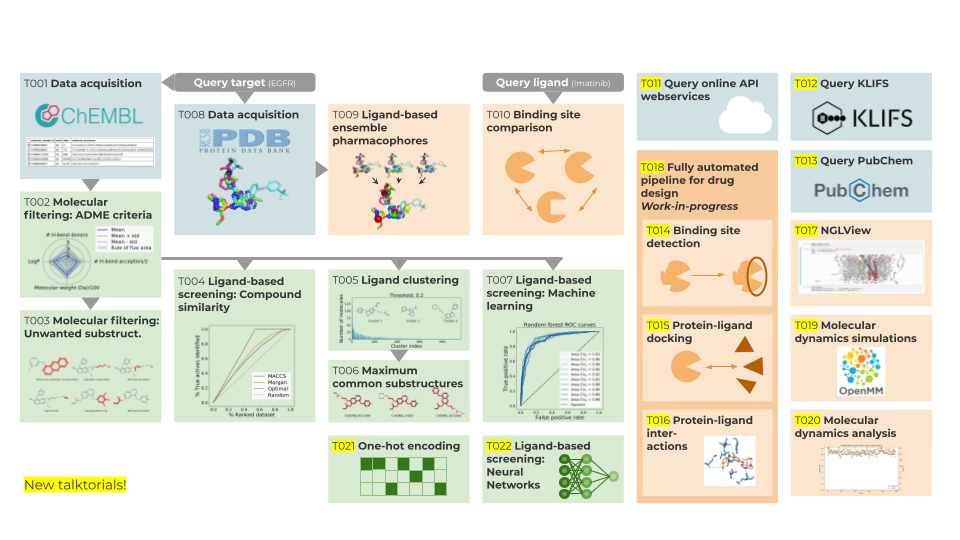 T001 Data acquisition
ChEMBL
Query target (EGFR)
T008 Data acquisition
RCSB
PDB
PROTEIN DATA BANK
T009 Ligand-based
ensemble
pharmacophores
Query ligand (Imatinib)
T010 Binding site
comparison
T011 Query online API
webservices
T012 Query KLIFS
KLIFS
T013 Query PubChem
PubChem
T002 Molecular
filtering: ADME criteria
# H-bond donors
Mean
Mean + std
Mean - std
Rule of five area
LogP
# H-bond acceptors/2
Molecular weight (Da)/100
T003 Molecular filtering:
Unwanted substruct.
T004 Ligand-based
screening: Compound
similarity
% True actives identified
MACCS
Morgan
Optimal
Random
% Ranked dataset
T005 Ligand clustering
Threshold: 0.2
Number of molecules
Cluster index
T006 Maximum
common substructures
T007 Ligand-based
screening: Machine
learning
Random forest ROC curves
True positive rate
False positive rate
T018 Fully automated
pipeline for drug
design
Work-in-progress
T014 Binding site
detection
T015 Protein-ligand
docking
T016 Protein-ligand
inter-
actions
T017 NGLView
T019 Molecular
dynamics simulations
OpenMM
T020 Molecular
dynamics analysis
T021 One-hot encoding
T022 Ligand-based
screening:
Neural
Networks
New talktorials!